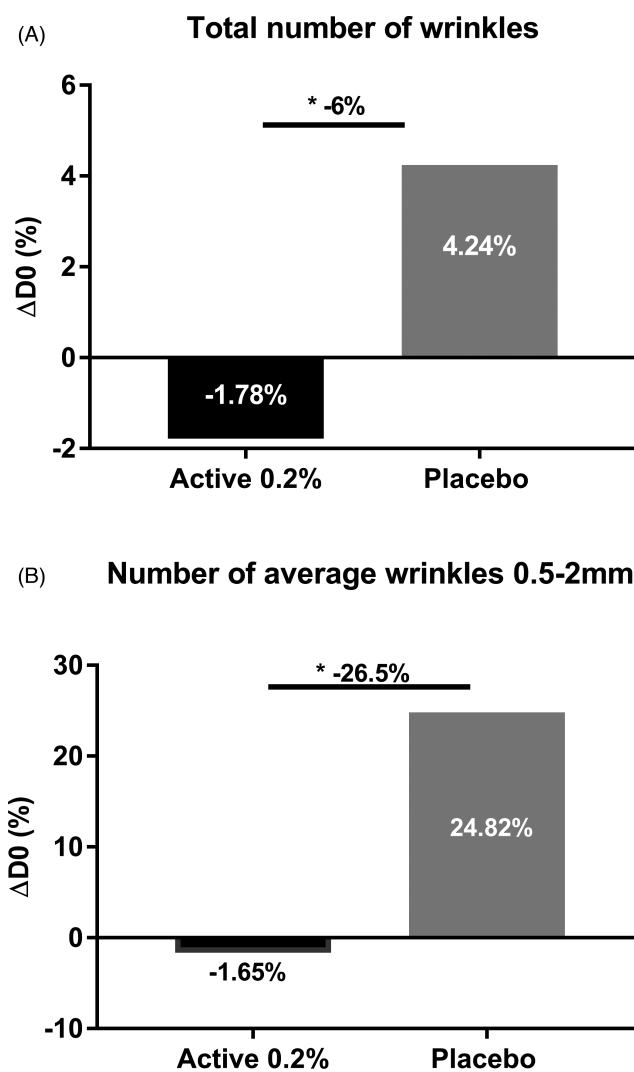 (A)
Total number of wrinkles
* -6%
6
4
2
0
-2
ΔD0 (%)
4.24%
-1.78%
Active 0.2%
Placebo
(B)
Number of average wrinkles 0.5-2mm
* -26.5%
30
20
10
0
-10
ΔD0 (%)
24.82%
-1.65%
Active 0.2%
Placebo